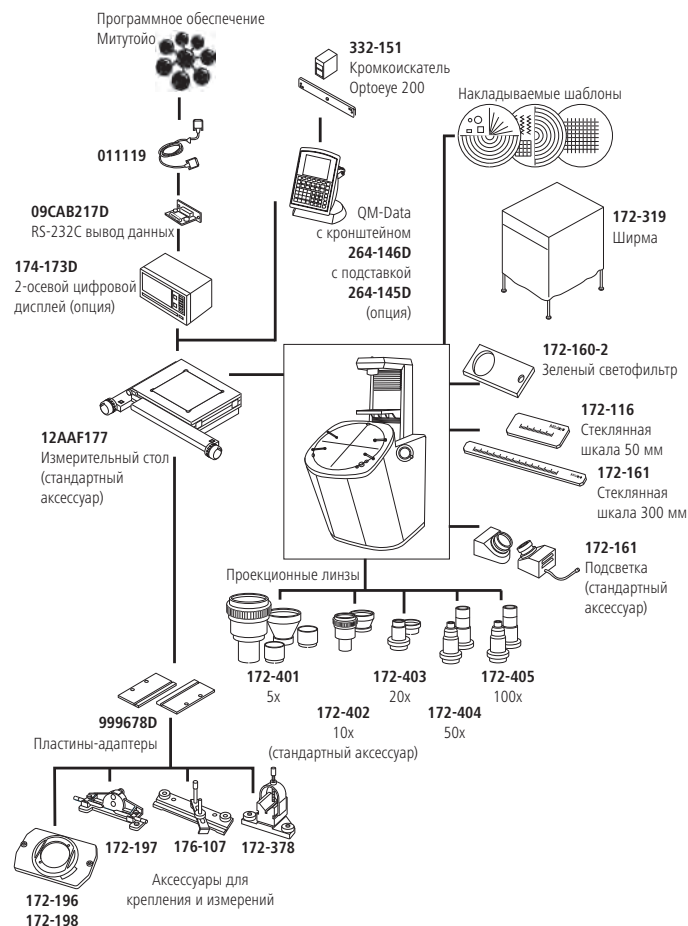 Программное обеспечение
Митутойо
332-151
Кромкоискатель
Optoeye 200
Накладываемые шаблоны
011119
09CAB217D
RS-232C вывод данных
QM-Data
с кронштейном
264-146D
с подставкой
264-145D
(опция)
172-319
Ширма
174-173D
2-осевой цифровой
дисплей (опция)
172-160-2
Зеленый светофильтр
172-116
Стеклянная
шкала 50 мм
172-161
Стеклянная
шкала 300 мм
12AAF177
Измерительный стол
(стандартный
аксессуар)
172-161
Подсветка
(стандартный
аксессуар)
Проекционные линзы
172-401
5x
172-403
20x
172-405
100x
172-402
10x
(стандартный аксессуар)
172-404
50x
999678D
Пластины-адаптеры
172-197
176-107
172-378
172-196
172-198
Аксессуары для
крепления и измерений